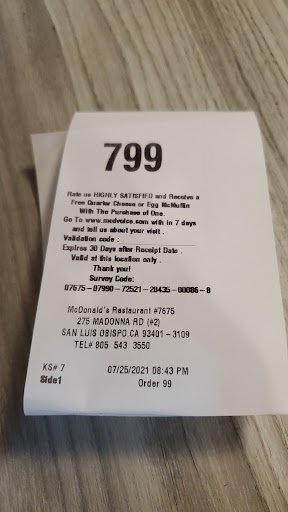 799
Rate us HIGHLY SATISFIED and Receive a
Free Quarter Cheese or Egg McMuffin
With The Purchase of One.
Go To www.mcdvoice.com with in 7 days
and tell us about your visit.
Validation code :
Expires 30 Days after Receipt Date.
Valid at this location only.
Thank you!
Survey Code:
07675-07990-72521-20435-00086-8
McDonald's Restaurant #7675
275 MADONNA RD (#2)
SAN LUIS OBISPO,CA 93401-3109
TEL# 805 543 3550
KS# 7 07/25/2021 08:43 PM
Side1 Order 99